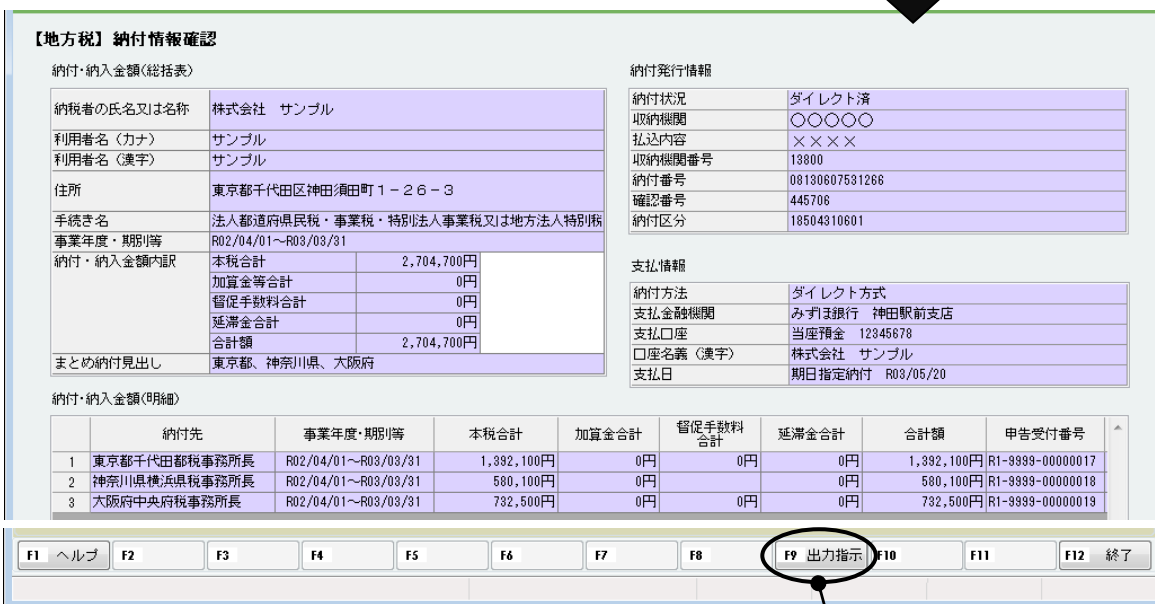 【地方税】納付情報確認
納付・納入金額(総括表)
納税者の氏名又は名称 株式会社 サンプル
利用者名（カナ） サンプル
利用者名（漢字） サンプル
住所 東京都千代田区神田須田町１－２６－３
手続き名 法人都道府県民税・事業税・特別法人事業税又は地方法人特別税
事業年度・期別等 R02/04/01～R03/03/31
納付・納入金額内訳 本税合計 2,704,700円
加算金等合計 0円
督促手数料合計 0円
延滞金合計 0円
合計額 2,704,700円
まとめ納付見出し 東京都、神奈川県、大阪府
納付発行情報
納付状況 ダイレクト済
収納機関 ○○○○○
払込内容 ××××
収納機関番号 13800
納付番号 08130607531266
確認番号 445706
納付区分 18504310601
支払情報
納付方法 ダイレクト方式
支払金融機関 みずほ銀行 神田駅前支店
支払口座 当座預金 12345678
口座名義（漢字） 株式会社 サンプル
支払日 期日指定納付 R03/05/20
納付・納入金額(明細)
納付先 事業年度・期別等 本税合計 加算金合計 督促手数料合計 延滞金合計 合計額 申告受付番号
1 東京都千代田都税事務所長 R02/04/01～R03/03/31 1,392,100円 0円 0円 0円 1,392,100円 R1-9999-00000017
2 神奈川県横浜県税事務所長 R02/04/01～R03/03/31 580,100円 0円 0円 580,100円 R1-9999-00000018
3 大阪府中央府税事務所長 R02/04/01～R03/03/31 732,500円 0円 0円 0円 732,500円 R1-9999-00000019
F1 ヘルプ F2 F3 F4 F5 F6 F7 F8 F9 出力指示 F10 F11 F12 終了